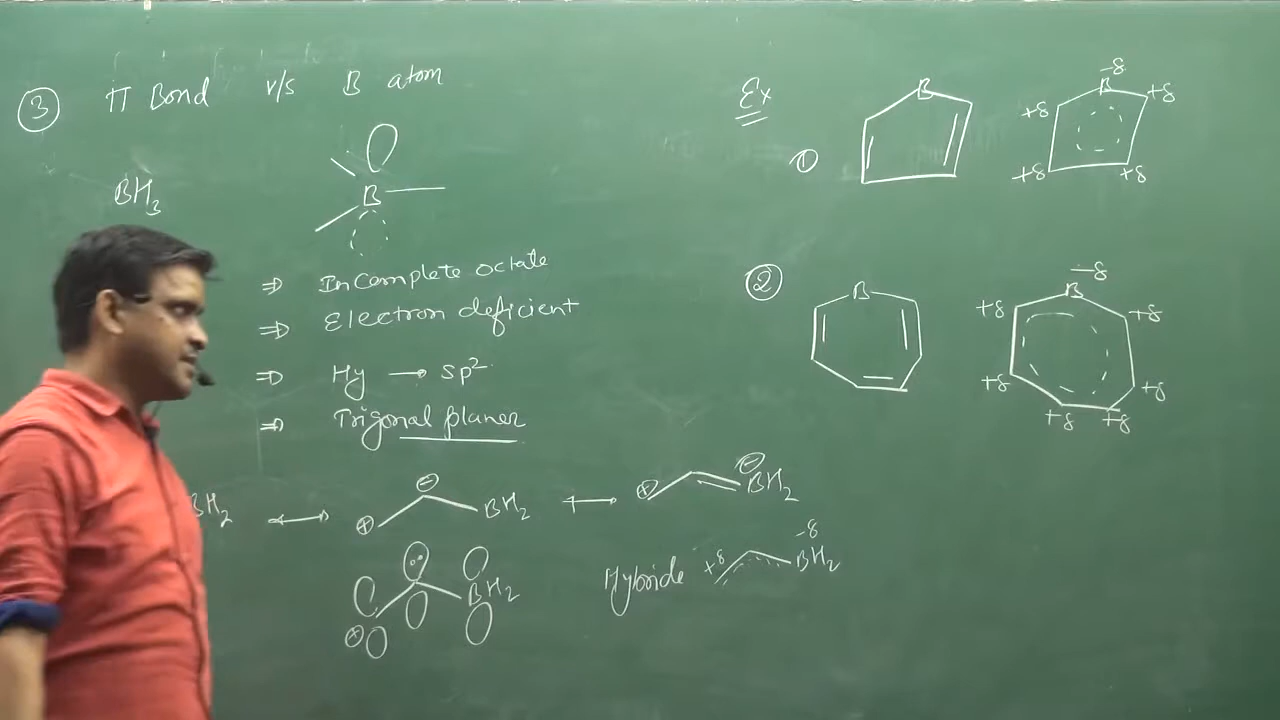 ③ π Bond v/s B atom
BH₃
B
⇒ InComplete octate
⇒ Electron deficient
⇒ Hy → sp²
⇒ Trigonal planer
BH₂ ↔ ⊕ ⊖ BH₂ ↔ ⊕ ⊖ BH₂
⊕ BH₂
Hybride +δ -δ BH₂
Ex
① B -δ B +δ +δ +δ +δ
② B -δ B +δ +δ +δ +δ +δ +δ